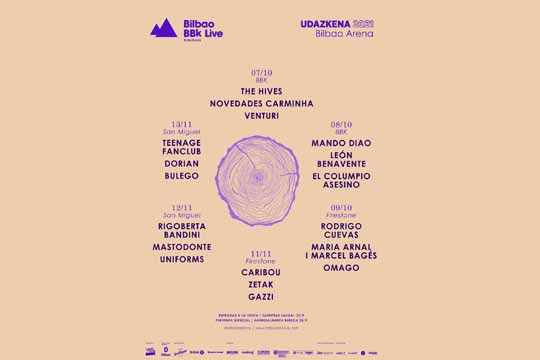 Bilbao
BBK Live
UDAZKENA 2021
Bilbao Arena
07/10
BBK
THE HIVES
NOVEDADES CARMINHA
VENTURI
08/10
BBK
MANDO DIAO
LEÓN
BENAVENTE
EL COLUMPIO
ASESINO
09/10
Firestone
RODRIGO
CUEVAS
MARIA ARNAL
I MARCEL BAGÉS
OMAGO
11/11
Firestone
CARIBOU
ZETAK
GAZZI
12/11
San Miguel
RIGOBERTA
BANDINI
MASTODONTE
UNIFORMS
13/11
San Miguel
TEENAGE
FANCLUB
DORIAN
BULEGO